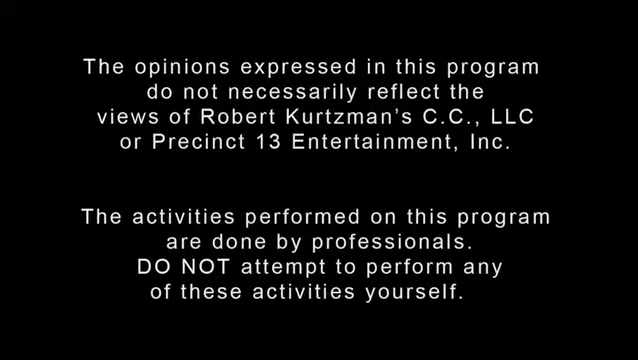 The opinions expressed in this program
do not necessarily reflect the
views of Robert Kurtzman's C.C., LLC
or Precinct 13 Entertainment, Inc.
The activities performed on this program
are done by professionals.
DO NOT attempt to perform any
of these activities yourself.